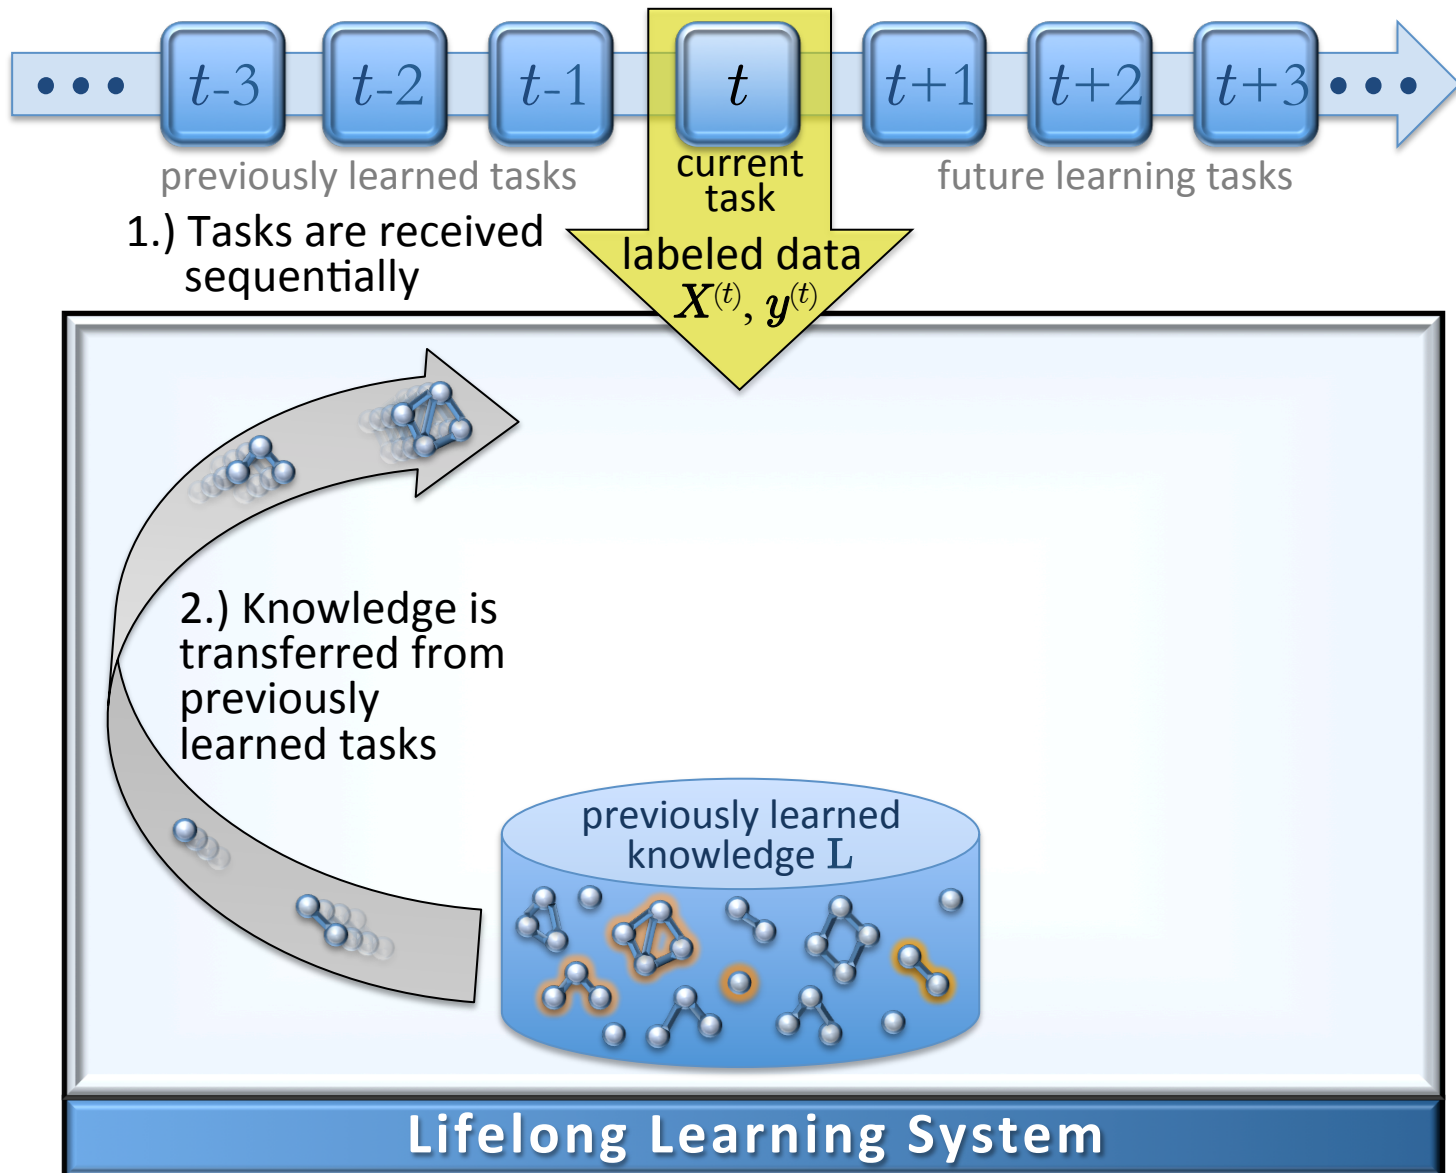 ••• t-3 t-2 t-1 t t+1 t+2 t+3 •••
previously learned tasks
current
task
future learning tasks
1.) Tasks are received
sequentially
labeled data
X^(t), y^(t)
2.) Knowledge is
transferred from
previously
learned tasks
previously learned
knowledge L
Lifelong Learning System